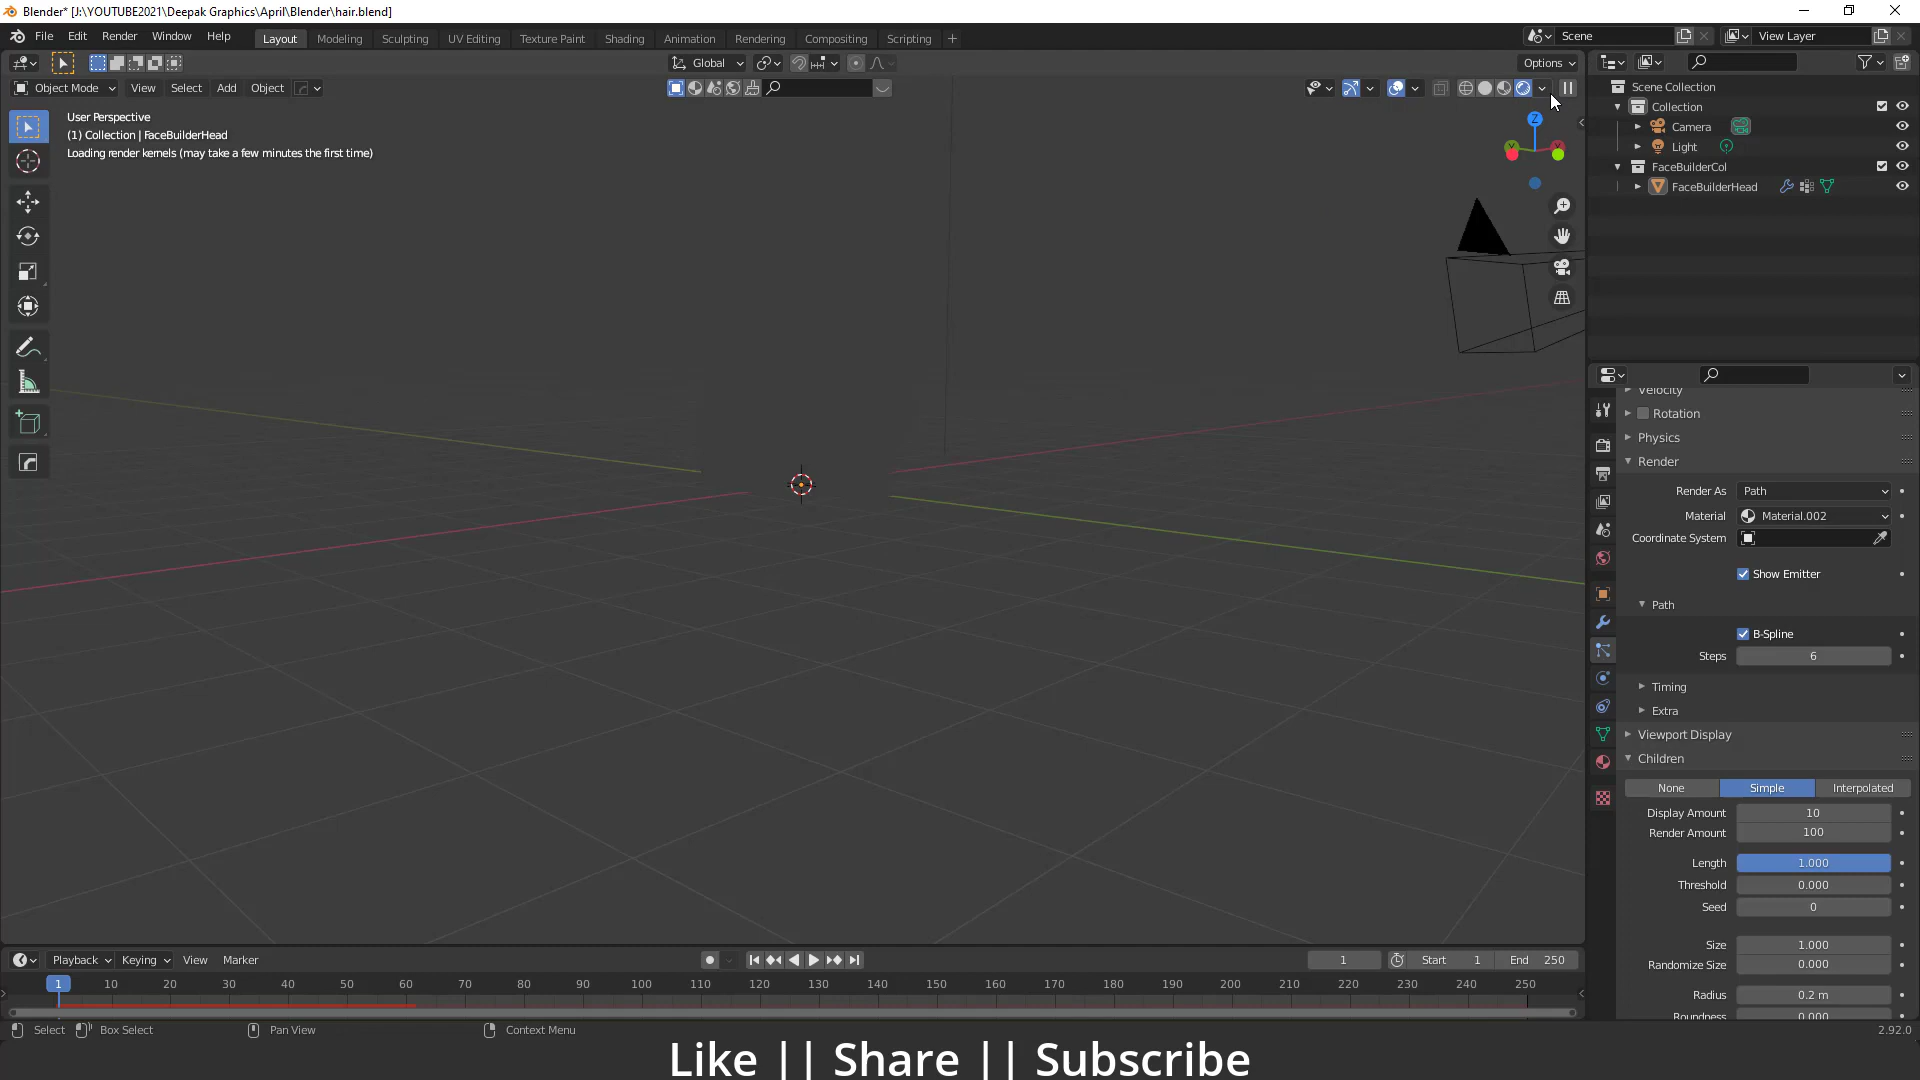 Blender* [J:\YOUTUBE2021\Deepak Graphics\April\Blender\hair.blend]
File Edit Render Window Help Layout Modeling Sculpting UV Editing Texture Paint Shading Animation Rendering Compositing Scripting + Scene View Layer
Global Options
Object Mode View Select Add Object
User Perspective
(1) Collection | FaceBuilderHead
Loading render kernels (may take a few minutes the first time)
Z
Scene Collection
Collection
Camera
Light
FaceBuilderCol
FaceBuilderHead
Velocity
Rotation
Physics
Render
Render As Path
Material Material.002
Coordinate System
Show Emitter
Path
B-Spline
Steps 6
Timing
Extra
Viewport Display
Children
None Simple Interpolated
Display Amount 10
Render Amount 100
Length 1.000
Threshold 0.000
Seed 0
Size 1.000
Randomize Size 0.000
Radius 0.2 m
Roundness 0.000
Playback Keying View Marker 1 Start 1 End 250
1 10 20 30 40 50 60 70 80 90 100 110 120 130 140 150 160 170 180 190 200 210 220 230 240 250
Select Box Select Pan View Context Menu 2.92.0
Like || Share || Subscribe